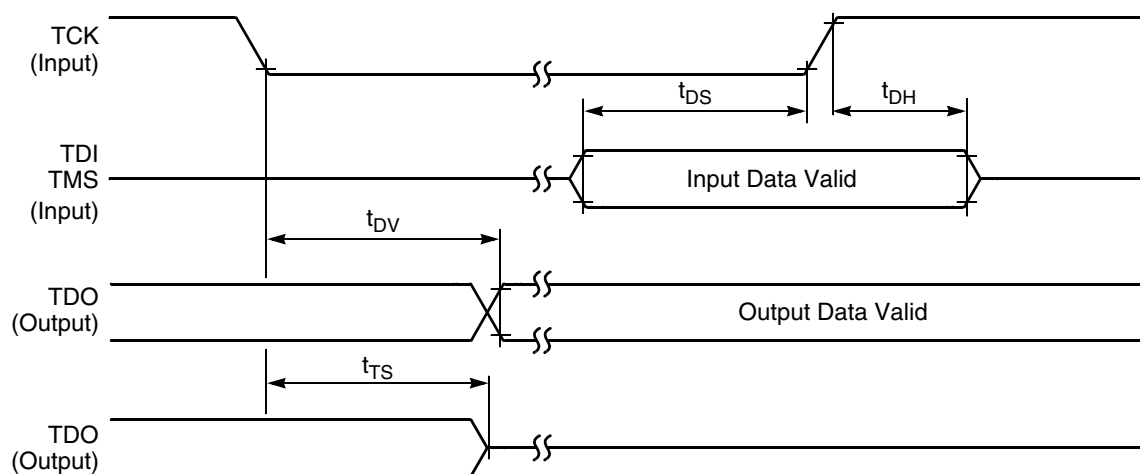 TCK
(Input)
tDS
tDH
TDI
TMS
(Input)
Input Data Valid
tDV
TDO
(Output)
Output Data Valid
tTS
TDO
(Output)